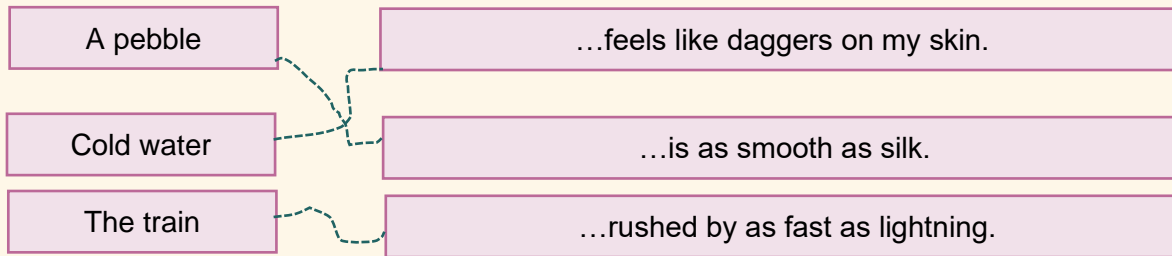 A pebble
…feels like daggers on my skin.
Cold water
…is as smooth as silk.
The train
…rushed by as fast as lightning.